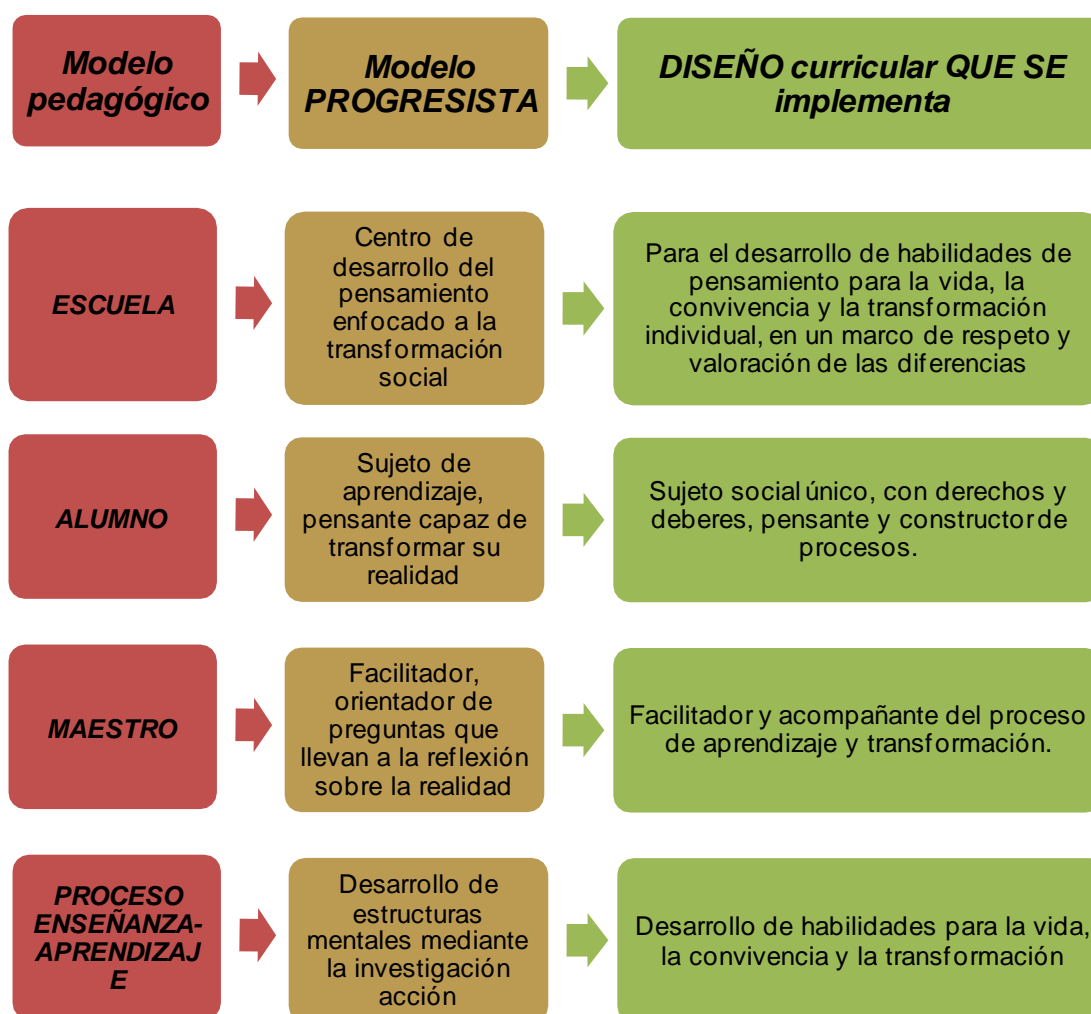 Modelo
pedagógico
Modelo
PROGRESISTA
DISEÑO curricular QUE SE
implementa
ESCUELA
Centro de
desarrollo del
pensamiento
enfocado a la
transformación
social
Para el desarrollo de habilidades de
pensamiento para la vida, la
convivencia y la transformación
individual, en un marco de respeto y
valoración de las diferencias
ALUMNO
Sujeto de
aprendizaje,
pensante capaz de
transformar su
realidad
Sujeto social único, con derechos y
deberes, pensante y constructor de
procesos.
MAESTRO
Facilitador,
orientador de
preguntas que
llevan a la reflexión
sobre la realidad
Facilitador y acompañante del proceso
de aprendizaje y transformación.
PROCESO
ENSEÑANZA-
APRENDIZAJ
E
Desarrollo de
estructuras
mentales mediante
la investigación
acción
Desarrollo de habilidades para la vida,
la convivencia y la transformación